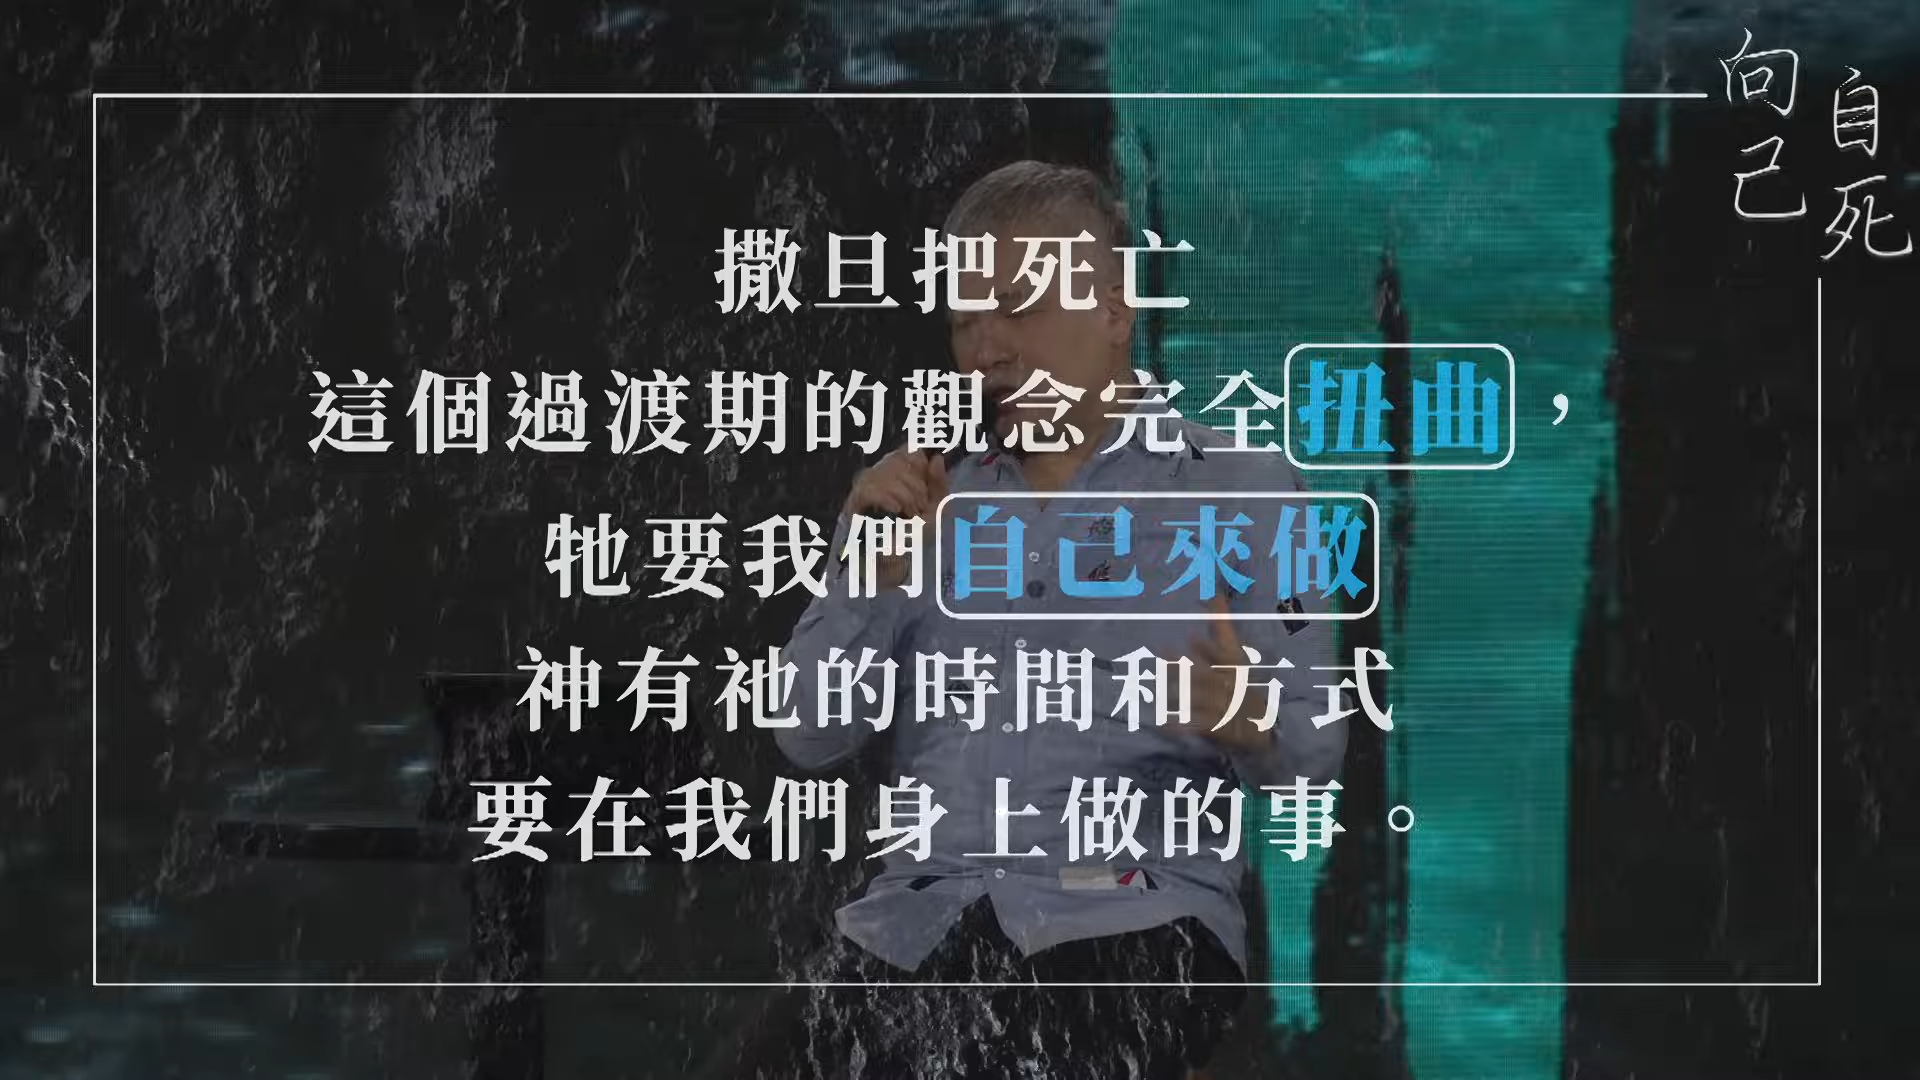 向自己死
撒旦把死亡
這個過渡期的觀念完全扭曲，
牠要我們自己來做
神有祂的時間和方式
要在我們身上做的事。